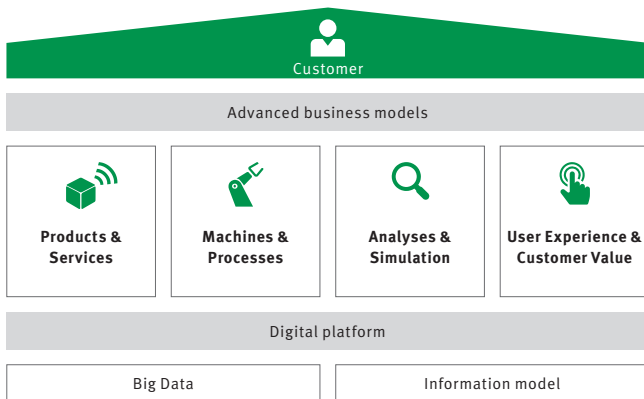 Customer
Advanced business models
Products &
Services
Machines &
Processes
Analyses &
Simulation
User Experience &
Customer Value
Digital platform
Big Data
Information model